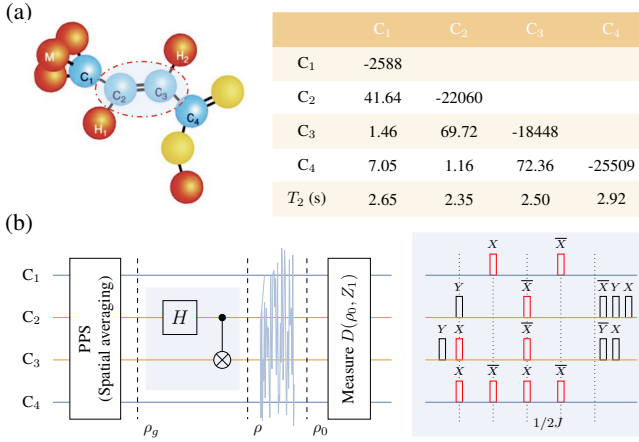 (a)
M
H₂
C₁
C₂
C₃
C₄
H₁
C₁ C₂ C₃ C₄
C₁ -2588
C₂ 41.64 -22060
C₃ 1.46 69.72 -18448
C₄ 7.05 1.16 72.36 -25509
T₂ (s) 2.65 2.35 2.50 2.92
(b)
C₁
C₂
C₃
C₄
PPS
(Spatial averaging)
H
Measure D(ρ₀, Z₁)
ρ_g
ρ
ρ₀
X X̅
Y X̅ X̅ Y X
Y X X̅ Y̅ X
X X̅ X X̅
1/2J